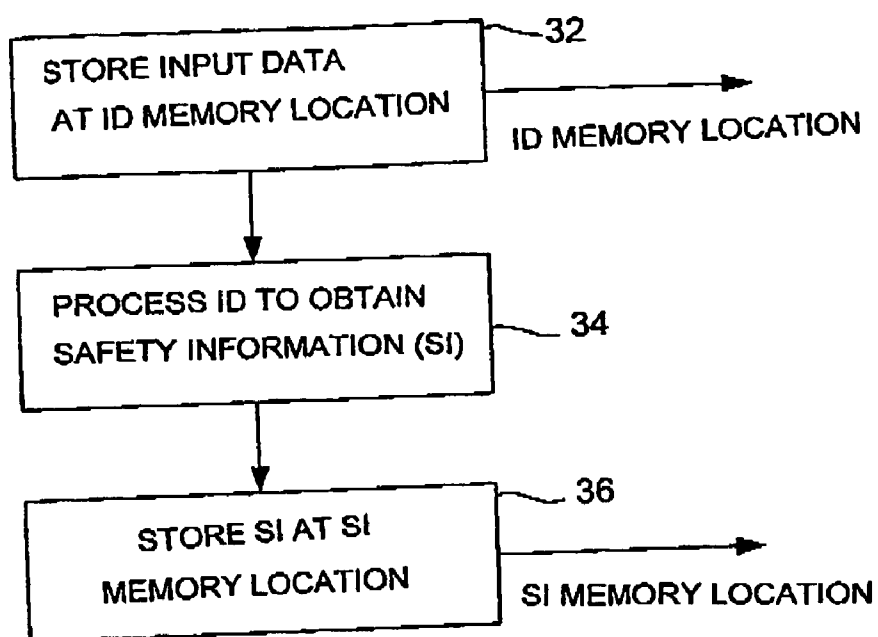 32
STORE INPUT DATA
AT ID MEMORY LOCATION
ID MEMORY LOCATION
PROCESS ID TO OBTAIN
SAFETY INFORMATION (SI)
34
36
STORE SI AT SI
MEMORY LOCATION
SI MEMORY LOCATION